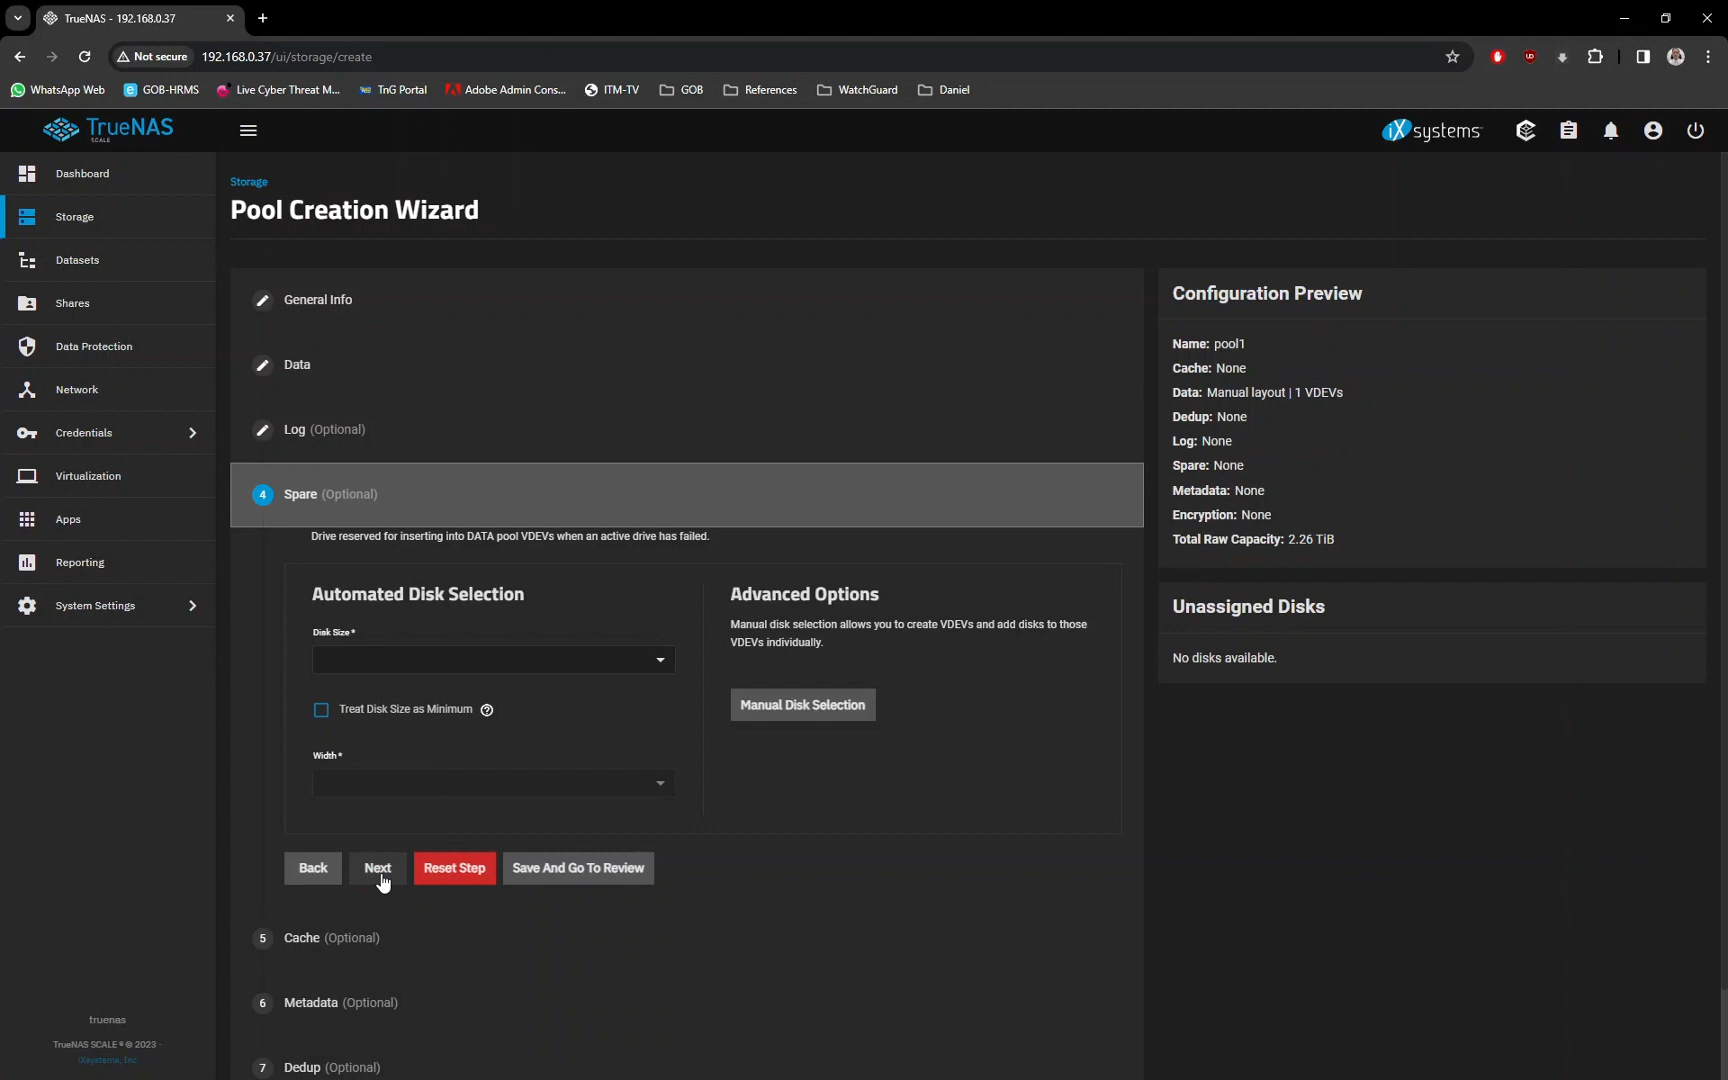 TrueNAS - 192.168.0.37
Not secure
192.168.0.37/ui/storage/create
WhatsApp Web
GOB-HRMS
Live Cyber Threat M...
TnG Portal
Adobe Admin Cons...
ITM-TV
GOB
References
WatchGuard
Daniel
TrueNAS
SCALE
iXsystems
Dashboard
Storage
Datasets
Shares
Data Protection
Network
Credentials
Virtualization
Apps
Reporting
System Settings
truenas
TrueNAS SCALE ® © 2023 -
iXsystems, Inc
Storage
Pool Creation Wizard
General Info
Data
Log (Optional)
4 Spare (Optional)
Drive reserved for inserting into DATA pool VDEVs when an active drive has failed.
Automated Disk Selection
Disk Size *
Treat Disk Size as Minimum
Width *
Advanced Options
Manual disk selection allows you to create VDEVs and add disks to those
VDEVs individually.
Manual Disk Selection
Back
Next
Reset Step
Save And Go To Review
5 Cache (Optional)
6 Metadata (Optional)
7 Dedup (Optional)
Configuration Preview
Name: pool1
Cache: None
Data: Manual layout | 1 VDEVs
Dedup: None
Log: None
Spare: None
Metadata: None
Encryption: None
Total Raw Capacity: 2.26 TiB
Unassigned Disks
No disks available.